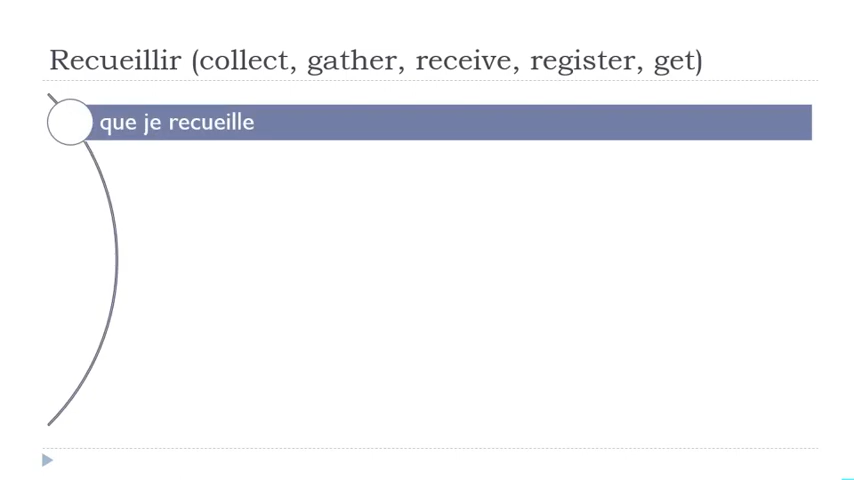 Recueillir (collect, gather, receive, register, get)
que je recueille